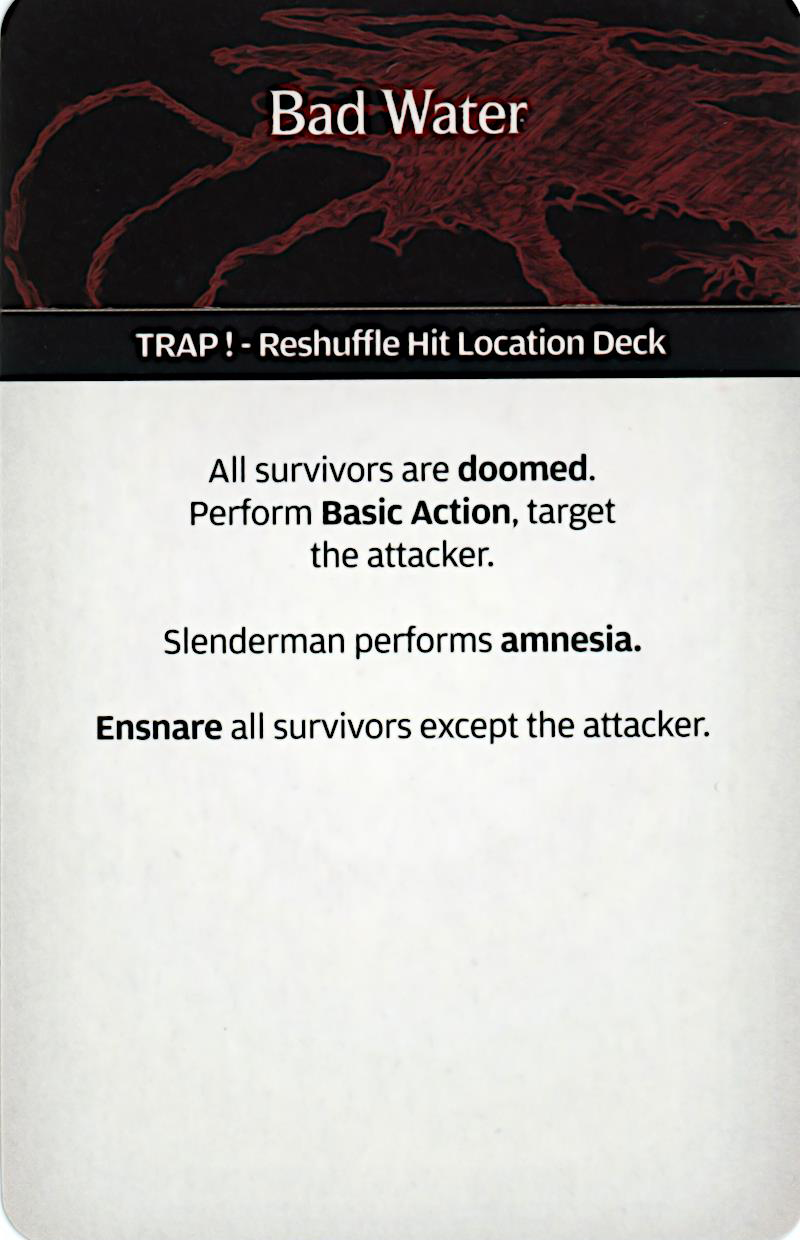 Bad Water
TRAP! - Reshuffle Hit Location Deck
All survivors are doomed.
Perform Basic Action, target
the attacker.
Slenderman performs amnesia.
Ensnare all survivors except the attacker.